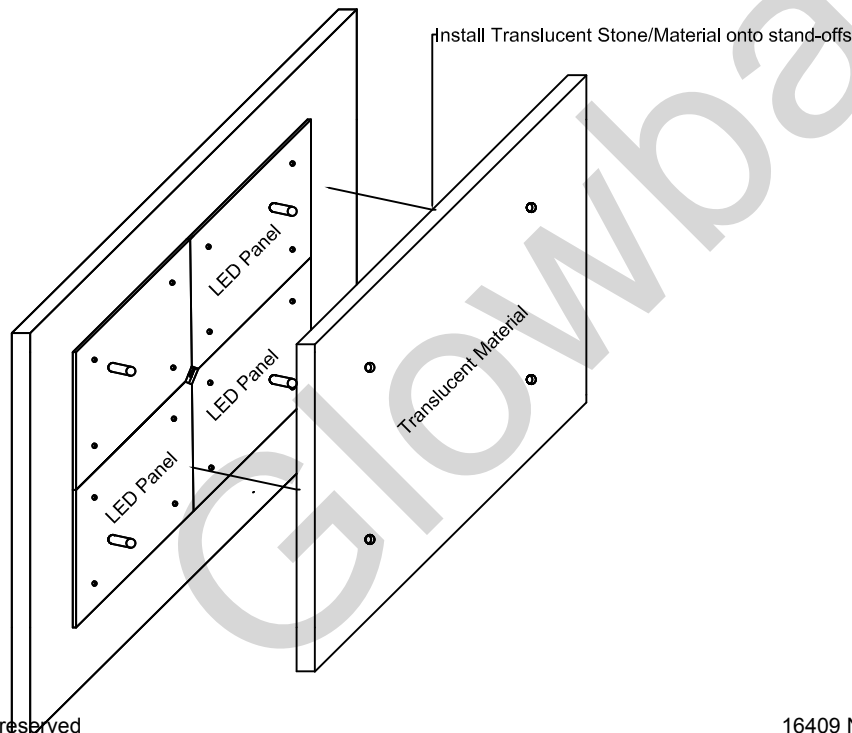 Install Translucent Stone/Material onto stand-offs
LED Panel
LED Panel
LED Panel
Translucent Material
Glowba
reserved
16409 N